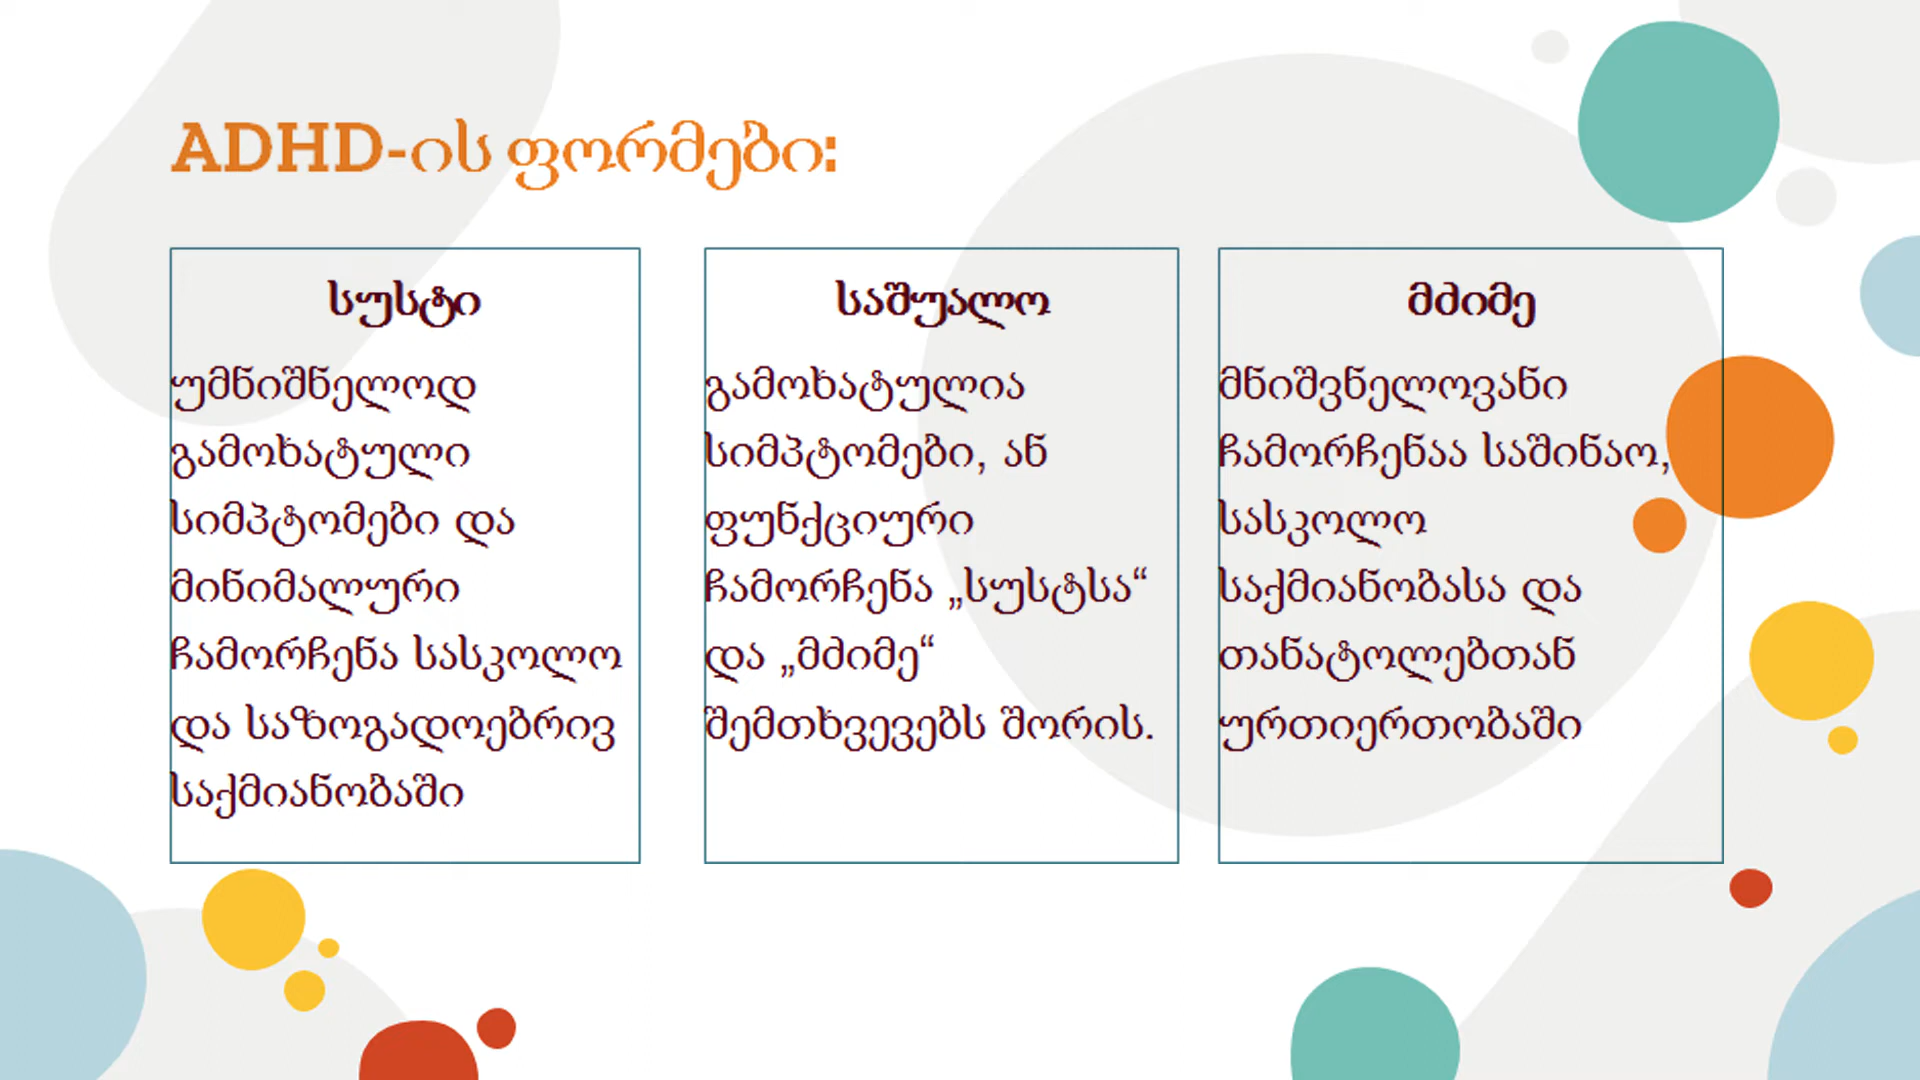 ADHD-ის ფორმები:
სუსტი
უმნიშნელოდ
გამოხატული
სიმპტომები და
მინიმალური
ჩამორჩენა სასკოლო
და საზოგადოებრივ
საქმიანობაში
საშუალო
გამოხატულია
სიმპტომები, ან
ფუნქციური
ჩამორჩენა „სუსტსა“
და „მძიმე“
შემთხვევებს შორის.
მძიმე
მნიშვნელოვანი
ჩამორჩენაა საშინაო,
სასკოლო
საქმიანობასა და
თანატოლებთან
ურთიერთობაში